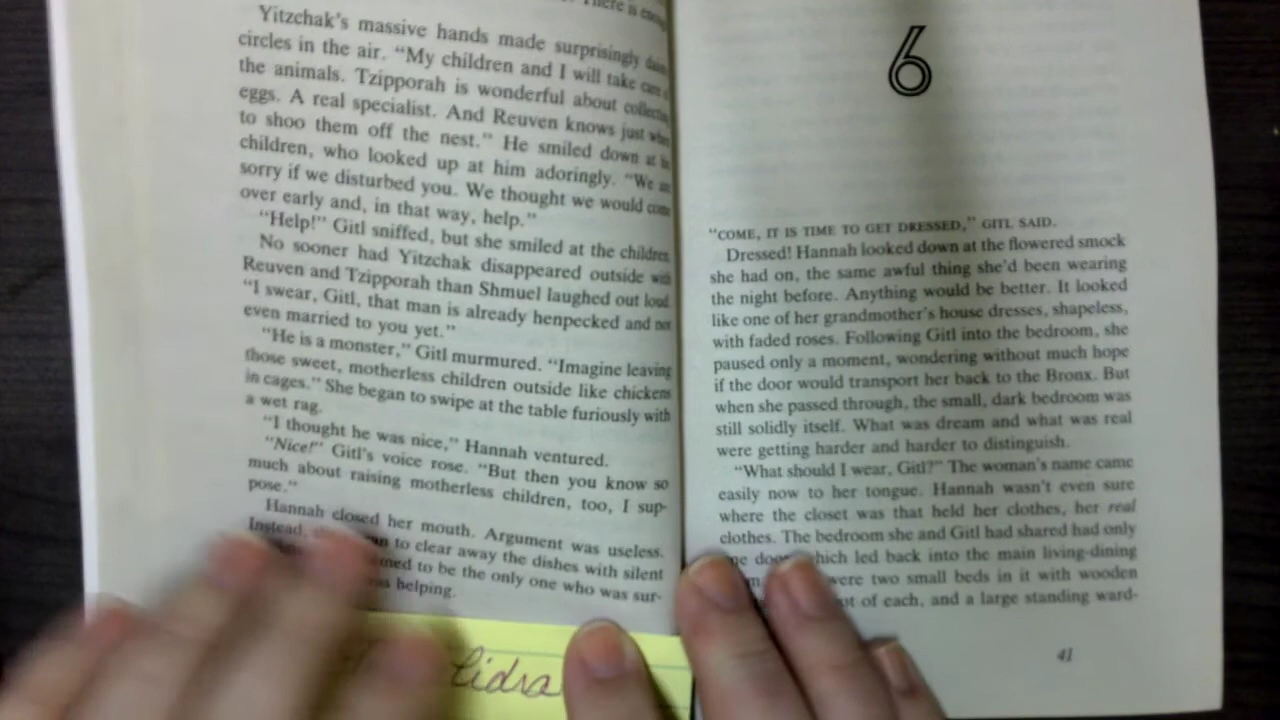 There is
Yitzchak's massive hands made surprisingly
circles in the air. "My children and I will take care
the animals. Tzipporah is wonderful about
eggs. A real specialist. And Reuven knows just when
to shoo them off the nest." He smiled down at
children, who looked up at him adoringly. "We
sorry if we disturbed you. We thought we would come
over early and, in that way, help."
"Help!" Gitl sniffed, but she smiled at the children.
No sooner had Yitzchak disappeared outside with
Reuven and Tzipporah than Shmuel laughed out loud.
"I swear, Gitl, that man is already henpecked and not
even married to you yet."
"He is a monster," Gitl murmured. "Imagine leaving
those sweet, motherless children outside like chickens
in cages." She began to swipe at the table furiously with
a wet rag.
"I thought he was nice," Hannah ventured.
"Nice!" Gitl's voice rose. "But then you know so
much about raising motherless children, too, I sup-
pose."
Hannah closed her mouth. Argument was useless.
Instead, to clear away the dishes with silent
to be the only one who was sur-
helping.
lidra
6
"COME, IT IS TIME TO GET DRESSED," GITL SAID.
Dressed! Hannah looked down at the flowered smock
she had on, the same awful thing she'd been wearing
the night before. Anything would be better. It looked
like one of her grandmother's house dresses, shapeless,
with faded roses. Following Gitl into the bedroom, she
paused only a moment, wondering without much hope
if the door would transport her back to the Bronx. But
when she passed through, the small, dark bedroom was
still solidly itself. What was dream and what was real
were getting harder and harder to distinguish.
"What should I wear, Gitl?" The woman's name came
easily now to her tongue. Hannah wasn't even sure
where the closet was that held her clothes, her real
clothes. The bedroom she and Gitl had shared had only
door, which led back into the main living-dining
were two small beds in it with wooden
of each, and a large standing ward-
41